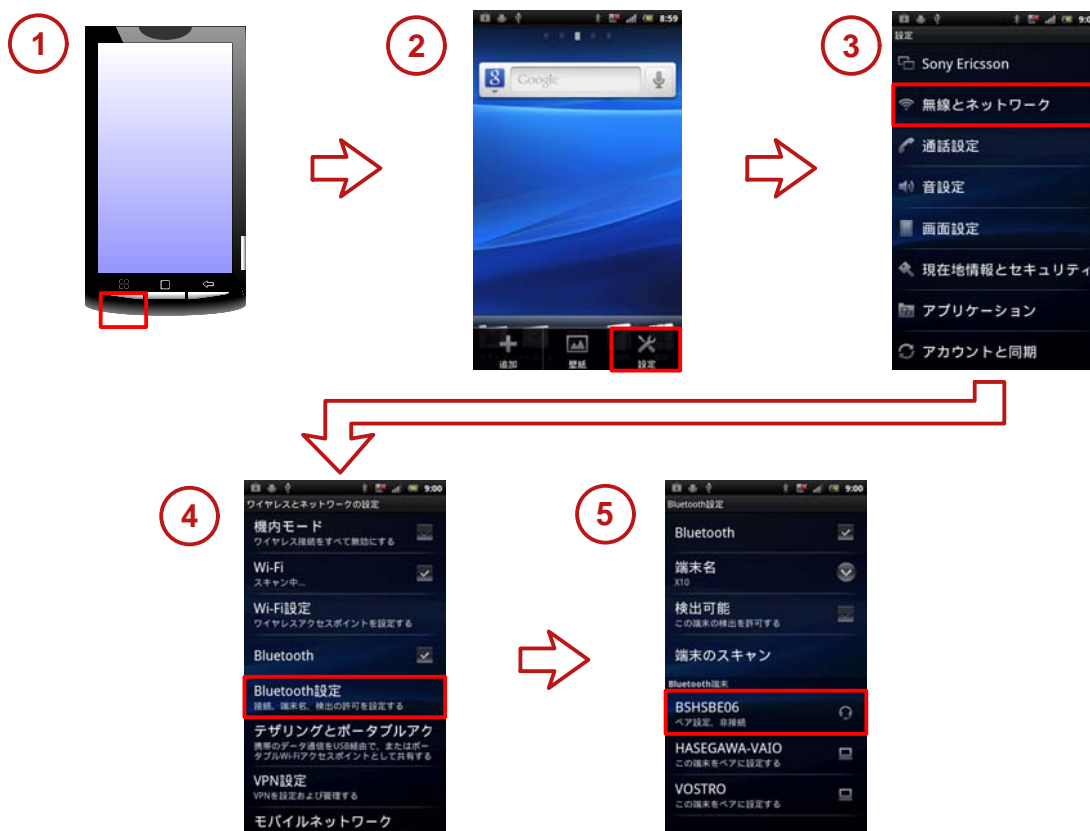 1
2
8:59
Google
追加
壁紙
設定
3
9:0
設定
Sony Ericsson
無線とネットワーク
通話設定
音設定
画面設定
現在地情報とセキュリティ
アプリケーション
アカウントと同期
4
9:00
ワイヤレスとネットワークの設定
機内モード
ワイヤレス接続をすべて無効にする
Wi-Fi
スキャン中...
Wi-Fi設定
ワイヤレスアクセスポイントを設定する
Bluetooth
Bluetooth設定
接続、端末名、検出の許可を設定する
テザリングとポータブルアク
携帯のデータ通信をUSB経由で、またはポー
タブルWi-Fiアクセスポイントとして共有する
VPN設定
VPNを設定および管理する
モバイルネットワーク
5
9:00
Bluetooth設定
Bluetooth
端末名
X10
検出可能
この端末の検出を許可する
端末のスキャン
Bluetooth端末
BSHSBE06
ペア設定、非接続
HASEGAWA-VAIO
この端末をペアに設定する
VOSTRO
この端末をペアに設定する